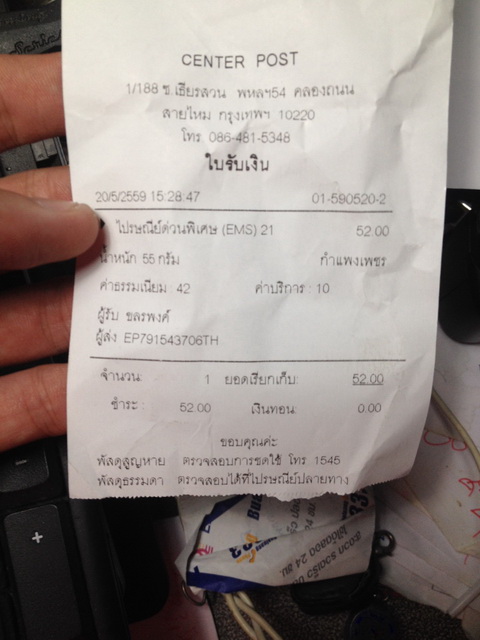 CENTER POST
1/188 ซ.เธียรสวน พหลฯ54 คลองถนน
สายไหม กรุงเทพฯ 10220
โทร 086-481-5348
ใบรับเงิน
20/5/2559 15:28:47 01-590520-2
ไปรษณีย์ด่วนพิเศษ (EMS) 21 52.00
น้ำหนัก 55 กรัม กำแพงเพชร
ค่าธรรมเนียม : 42 ค่าบริการ : 10
ผู้รับ ชลรพงค์
ผู้ส่ง EP791543706TH
จำนวน: 1 ยอดเรียกเก็บ: 52.00
ชำระ : 52.00 เงินทอน: 0.00
ขอบคุณค่ะ
พัสดุสูญหาย ตรวจสอบการชดใช้ โทร 1545
พัสดุธรรมดา ตรวจสอบได้ที่ไปรษณีย์ปลายทาง